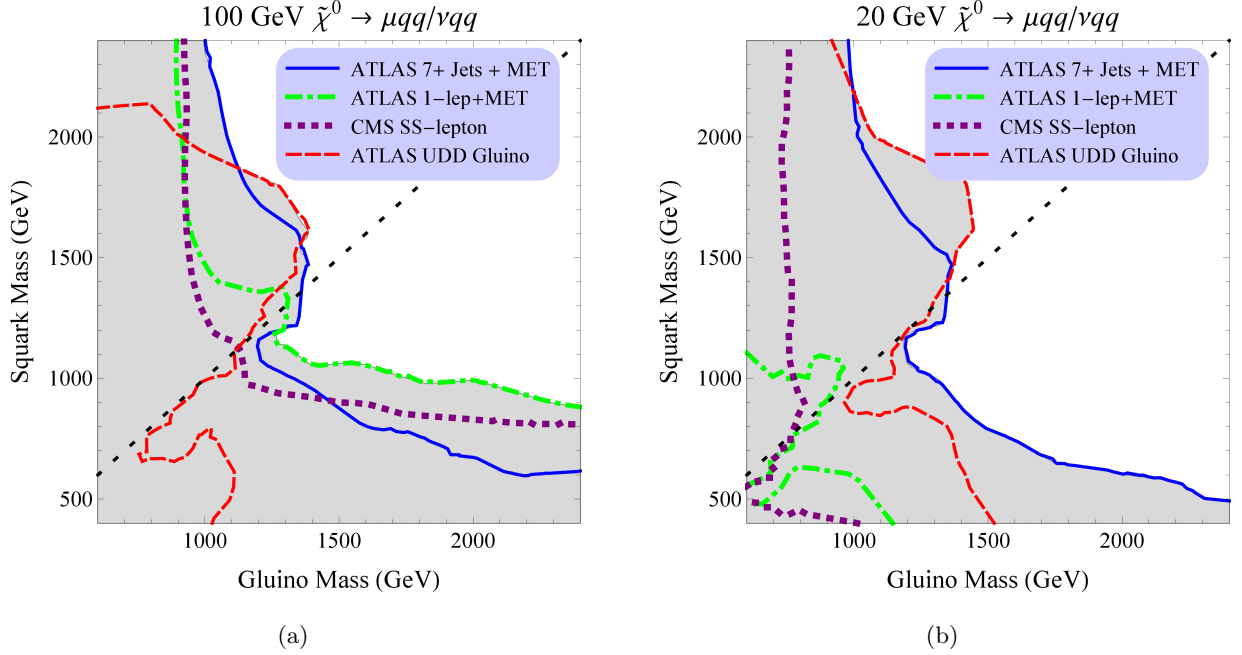 100 GeV χ̃⁰ → μqq/νqq
ATLAS 7+ Jets + MET
ATLAS 1-lep+MET
CMS SS-lepton
ATLAS UDD Gluino
Squark Mass (GeV)
2000
1500
1000
500
1000
1500
2000
Gluino Mass (GeV)
(a)
20 GeV χ̃⁰ → μqq/νqq
ATLAS 7+ Jets + MET
ATLAS 1-lep+MET
CMS SS-lepton
ATLAS UDD Gluino
Squark Mass (GeV)
2000
1500
1000
500
1000
1500
2000
Gluino Mass (GeV)
(b)